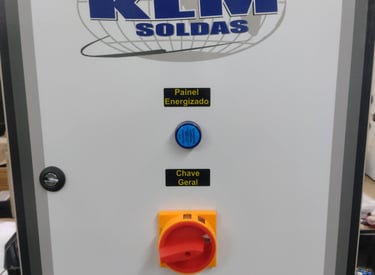 KLM
SOLDAS
Painel
Energizado
Chave
Geral